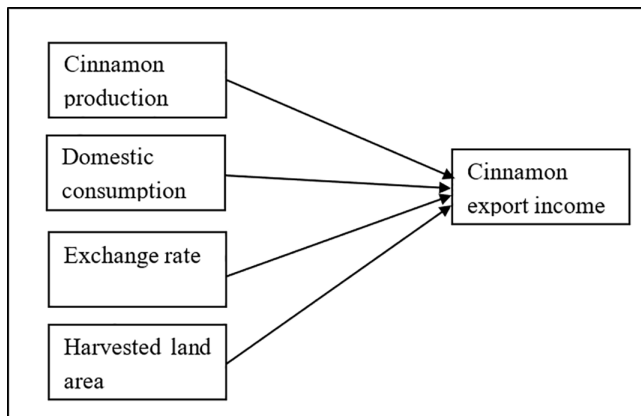 Cinnamon
production
Domestic
consumption
Exchange rate
Harvested land
area
Cinnamon
export income